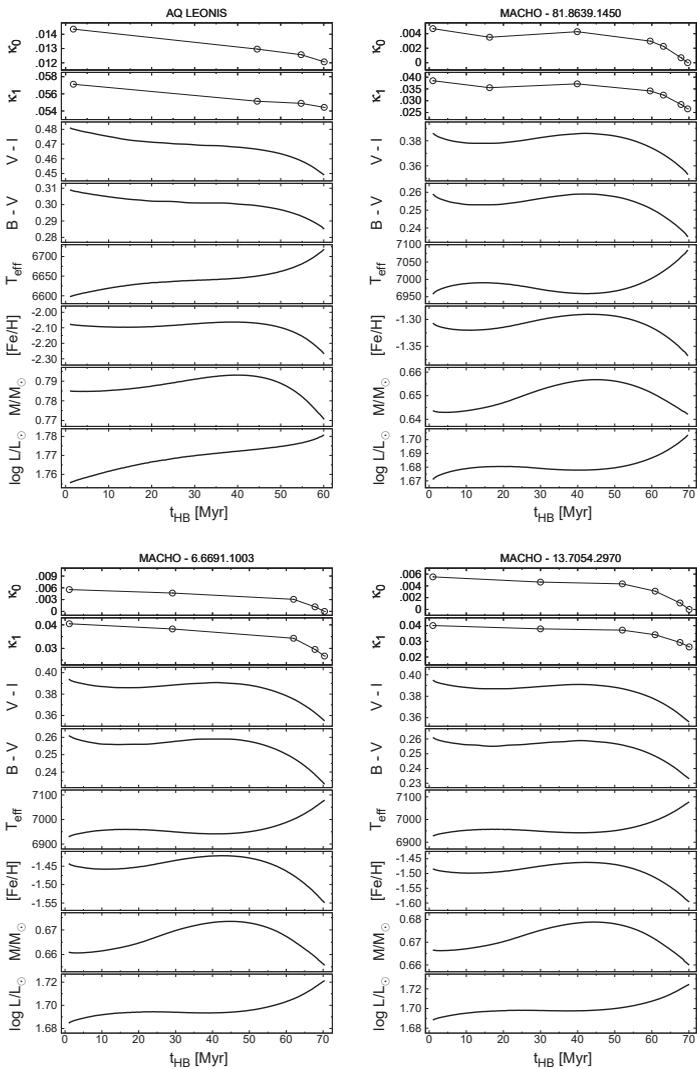 AQ LEONIS
κ0
.014
.013
.012
κ1
.058
.056
.054
V - I
0.48
0.47
0.46
0.45
B - V
0.31
0.30
0.29
0.28
Teff
6700
6650
6600
[Fe/H]
-2.00
-2.10
-2.20
-2.30
M/M☉
0.79
0.78
0.77
log L/L☉
1.78
1.77
1.76
0 10 20 30 40 50 60
tHB [Myr]
MACHO - 81.8639.1450
κ0
.006
.004
.002
0
κ1
.040
.035
.030
.025
V - I
0.38
0.36
B - V
0.26
0.24
Teff
7100
7050
7000
6950
[Fe/H]
-1.30
-1.35
M/M☉
0.66
0.65
0.64
log L/L☉
1.70
1.69
1.68
1.67
0 10 20 30 40 50 60 70
tHB [Myr]
MACHO - 6.6691.1003
κ0
.009
.006
.003
0
κ1
0.04
0.03
V - I
0.40
0.38
0.36
B - V
0.26
0.25
0.24
Teff
7100
7000
6900
[Fe/H]
-1.45
-1.50
-1.55
M/M☉
0.67
0.66
log L/L☉
1.72
1.70
1.68
0 10 20 30 40 50 60 70
tHB [Myr]
MACHO - 13.7054.2970
κ0
.006
.004
.002
0
κ1
0.04
0.03
0.02
V - I
0.40
0.38
0.36
B - V
0.26
0.25
0.24
0.23
Teff
7100
7000
6900
[Fe/H]
-1.45
-1.50
-1.55
-1.60
M/M☉
0.68
0.67
0.66
log L/L☉
1.72
1.70
1.68
0 10 20 30 40 50 60 70
tHB [Myr]